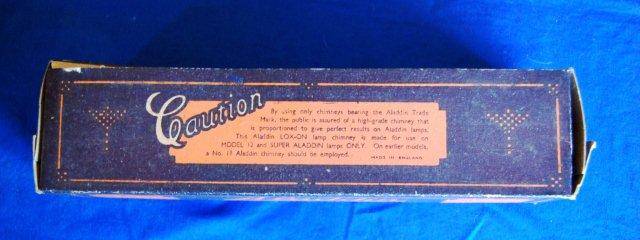 Caution
By using only chimneys bearing the Aladdin Trade
Mark, the public is assured of a high-grade chimney that
is proportioned to give perfect results on Aladdin lamps.
This Aladdin LOX-ON lamp chimney is made for use on
MODEL 12 and SUPER ALADDIN lamps ONLY. On earlier models,
a No. 11 Aladdin chimney should be employed.
MADE IN ENGLAND